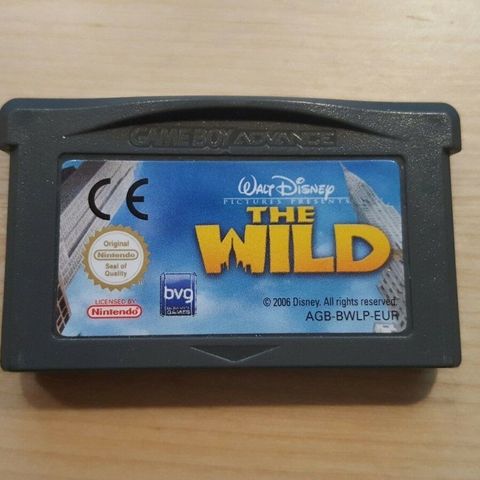 GAME BOY ADVANCE
CE
WALT DISNEY
PICTURES PRESENTS
THE
WILD
Original
Nintendo
Seal of
Quality
LICENSED BY
Nintendo
bvg
GAMES
© 2006 Disney. All rights reserved.
AGB-BWLP-EUR